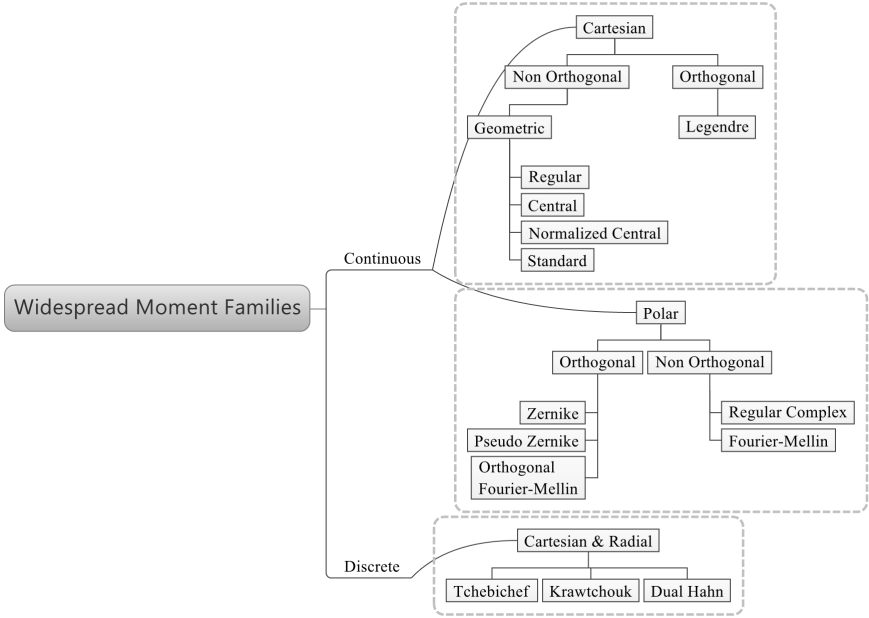 Widespread Moment Families
Continuous
Cartesian
Non Orthogonal
Orthogonal
Geometric
Legendre
Regular
Central
Normalized Central
Standard
Polar
Orthogonal
Non Orthogonal
Zernike
Pseudo Zernike
Orthogonal
Fourier-Mellin
Regular Complex
Fourier-Mellin
Discrete
Cartesian & Radial
Tchebichef
Krawtchouk
Dual Hahn